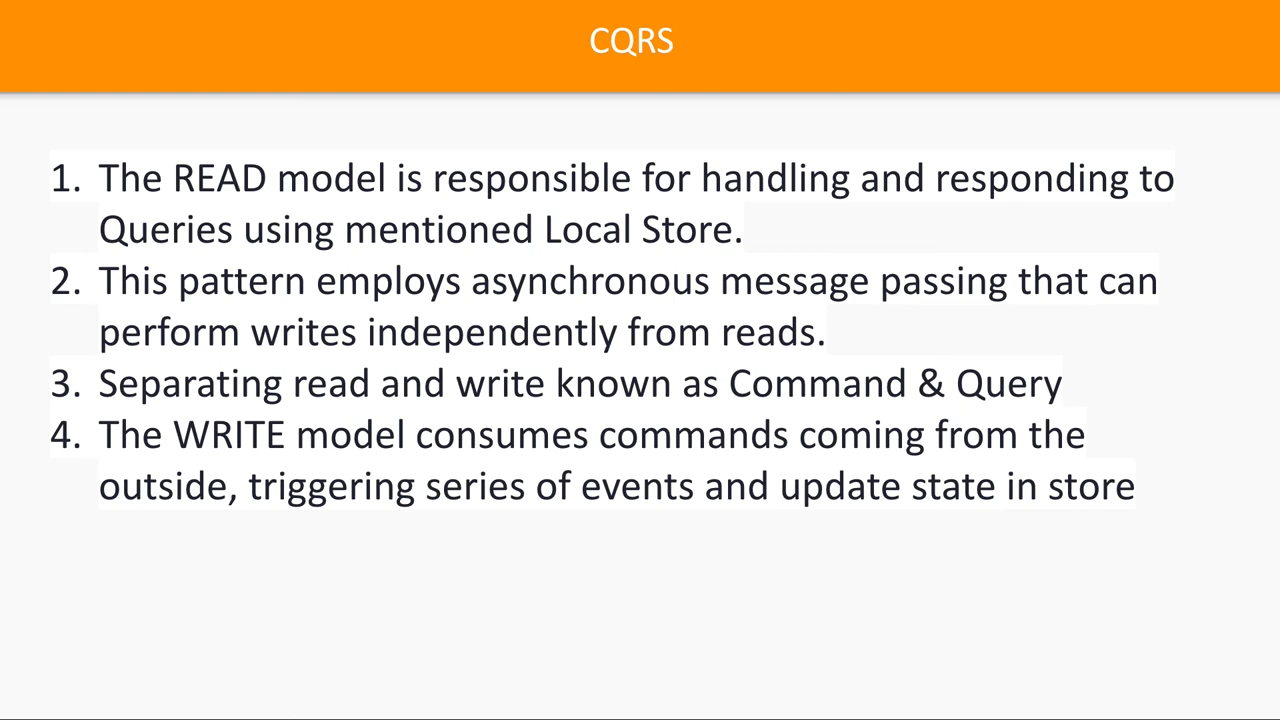 CQRS
1. The READ model is responsible for handling and responding to
Queries using mentioned Local Store.
2. This pattern employs asynchronous message passing that can
perform writes independently from reads.
3. Separating read and write known as Command & Query
4. The WRITE model consumes commands coming from the
outside, triggering series of events and update state in store